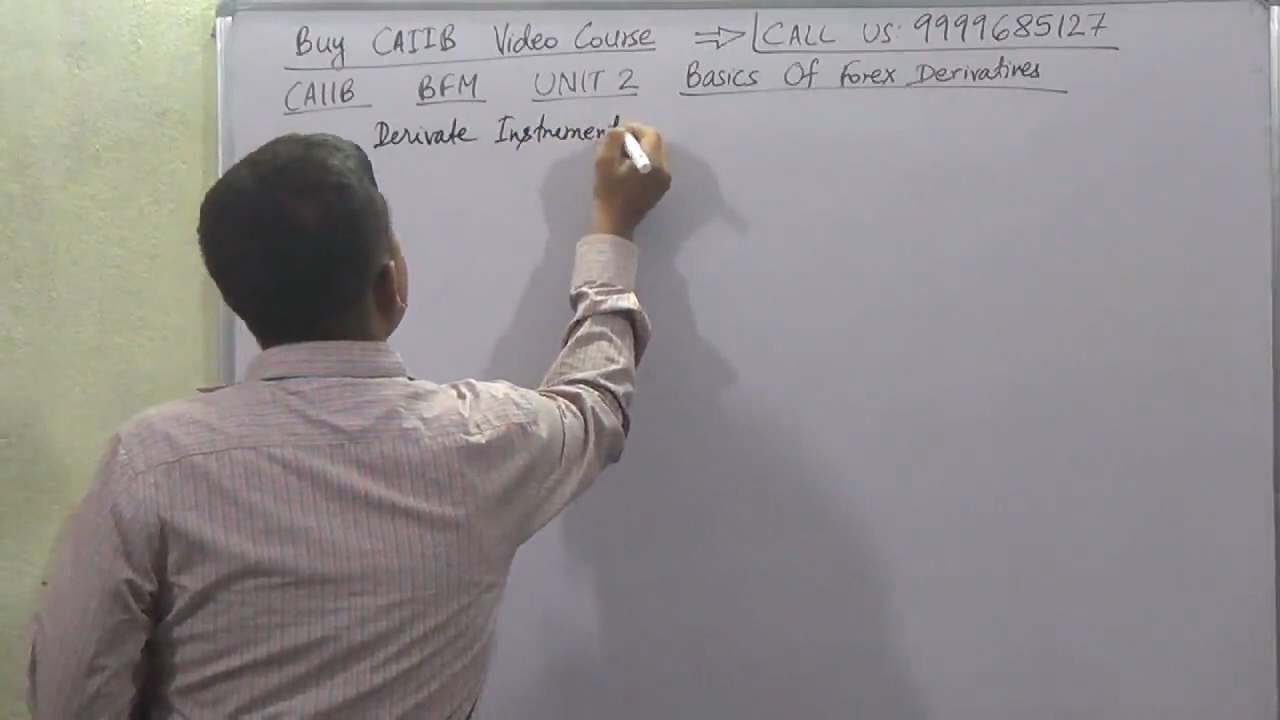 Buy CAIIB Video Course ⇒ CALL US: 9999685127
CAIIB BFM UNIT 2 Basics Of Forex Derivatives
Derivate Instrument